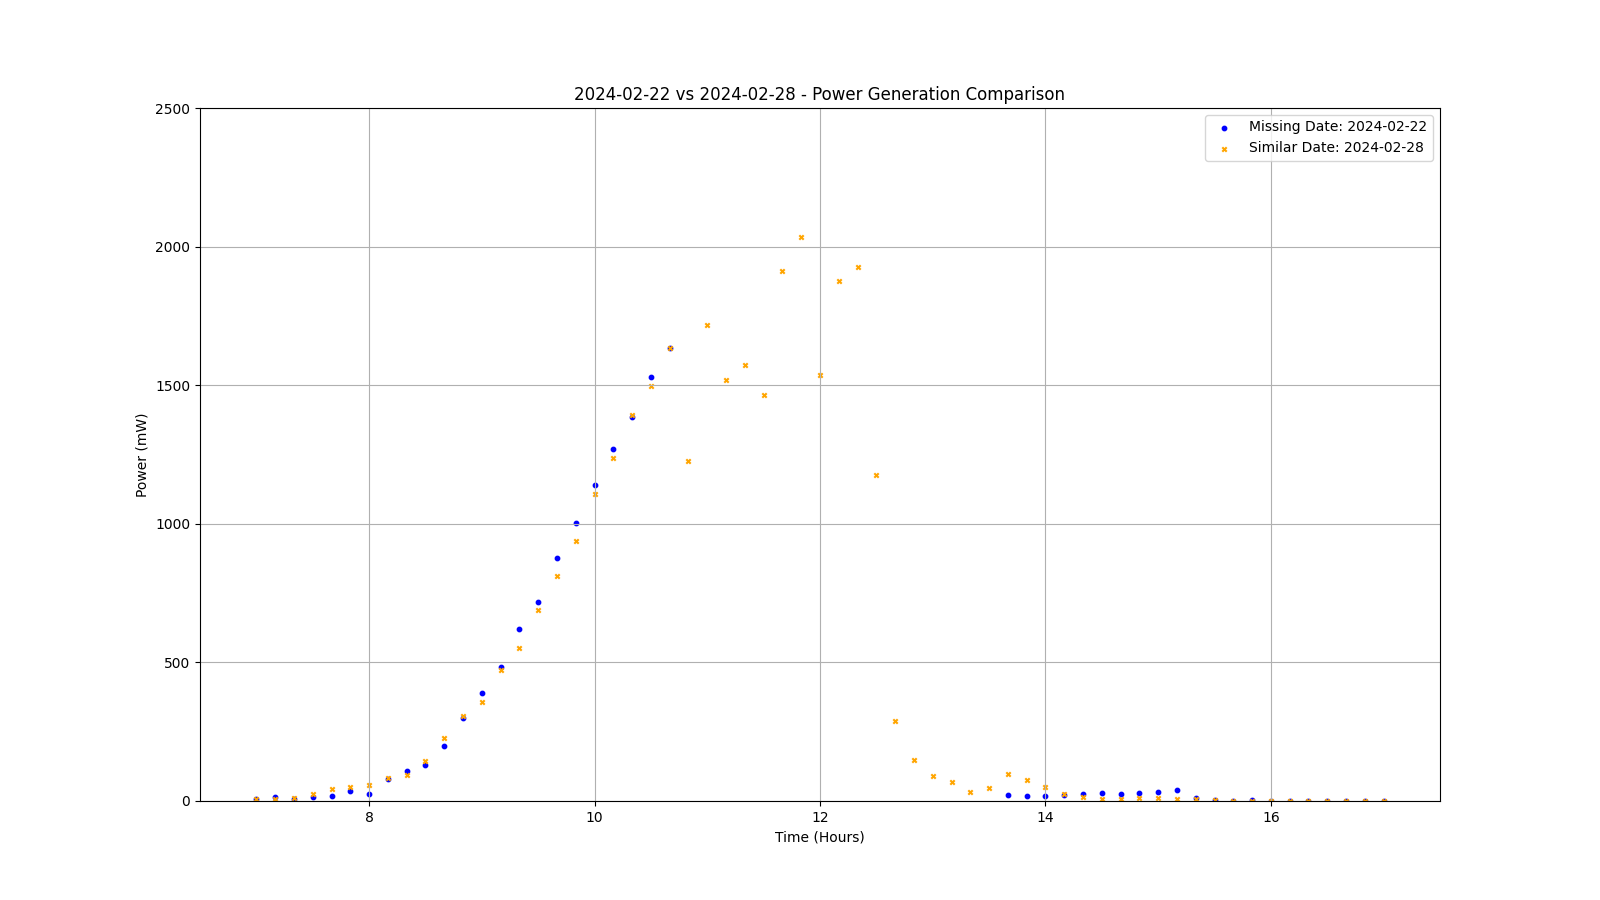 2024-02-22 vs 2024-02-28 - Power Generation Comparison
Missing Date: 2024-02-22
Similar Date: 2024-02-28
Power (mW)
2500
2000
1500
1000
500
0
8
10
12
14
16
Time (Hours)